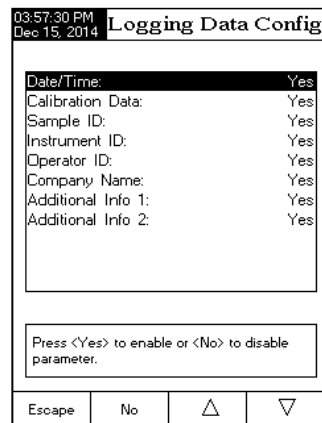 03:57:30 PM
Dec 15, 2014
Logging Data Config
Date/Time: Yes
Calibration Data: Yes
Sample ID: Yes
Instrument ID: Yes
Operator ID: Yes
Company Name: Yes
Additional Info 1: Yes
Additional Info 2: Yes
Press <Yes> to enable or <No> to disable
parameter.
Escape No △ ▽